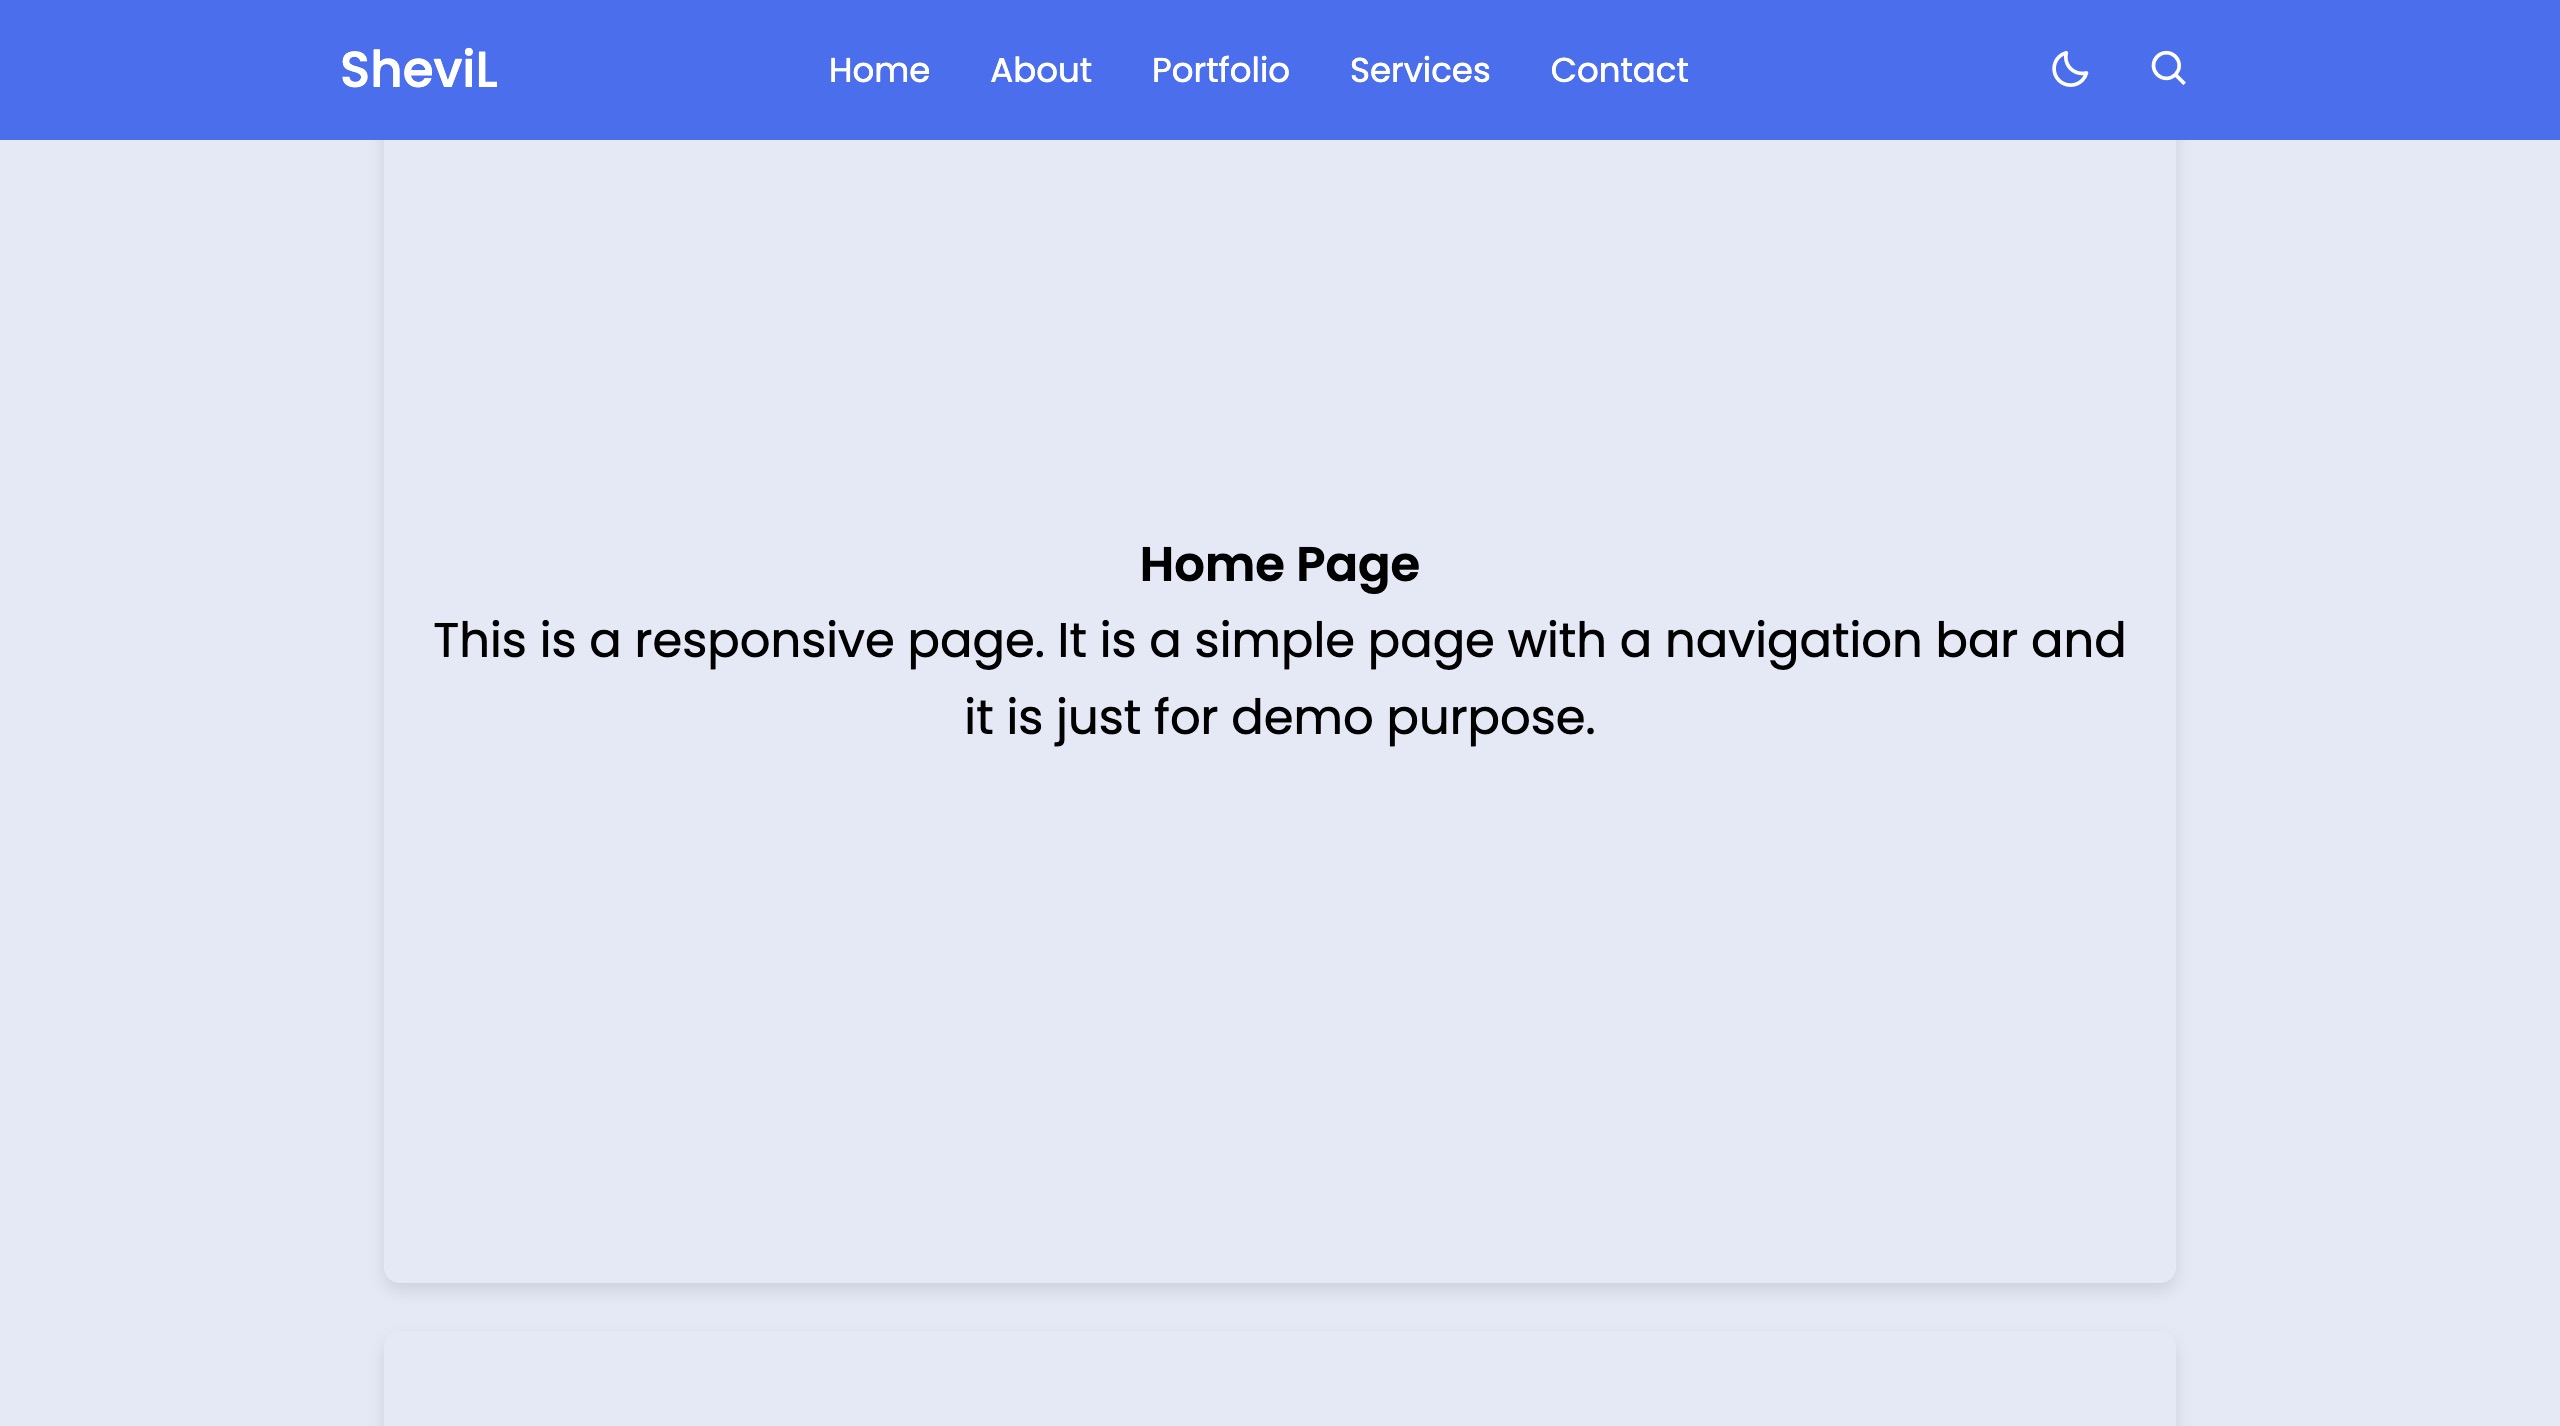 SheviL
Home About Portfolio Services Contact
Home Page
This is a responsive page. It is a simple page with a navigation bar and
it is just for demo purpose.